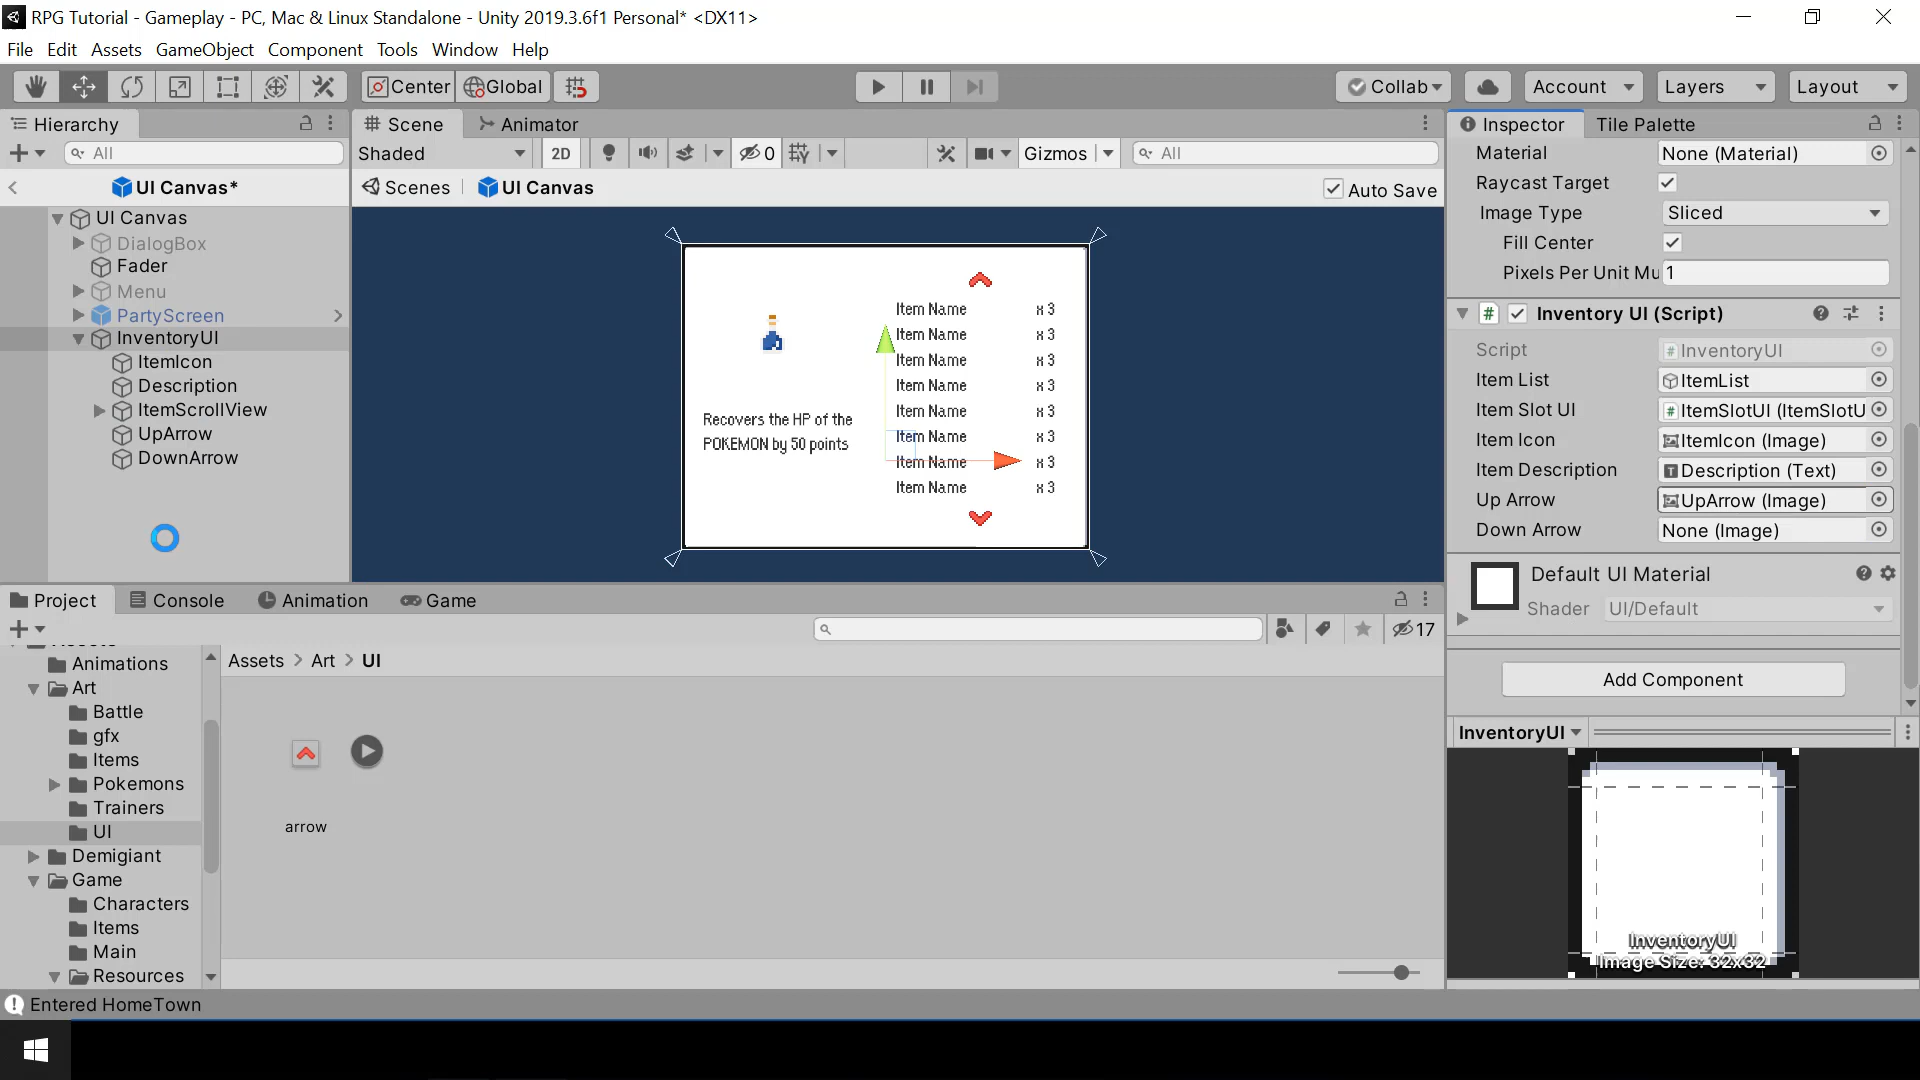 RPG Tutorial - Gameplay - PC, Mac & Linux Standalone - Unity 2019.3.6f1 Personal* <DX11>
File Edit Assets GameObject Component Tools Window Help
Center Global Collab Account Layers Layout
Hierarchy
All
UI Canvas*
UI Canvas
DialogBox
Fader
Menu
PartyScreen
InventoryUI
ItemIcon
Description
ItemScrollView
UpArrow
DownArrow
Scene Animator
Shaded 2D 0 Gizmos All
Scenes UI Canvas Auto Save
Item Name x 3
Item Name x 3
Item Name x 3
Item Name x 3
Item Name x 3
Item Name x 3
Item Name x 3
Item Name x 3
Recovers the HP of the
POKEMON by 50 points
Inspector Tile Palette
Material None (Material)
Raycast Target
Image Type Sliced
Fill Center
Pixels Per Unit Mu 1
Inventory UI (Script)
Script InventoryUI
Item List ItemList
Item Slot UI ItemSlotUI (ItemSlotU
Item Icon ItemIcon (Image)
Item Description Description (Text)
Up Arrow UpArrow (Image)
Down Arrow None (Image)
Default UI Material
Shader UI/Default
Add Component
InventoryUI
InventoryUI
Image Size: 32x32
Project Console Animation Game
17
Animations
Art
Battle
gfx
Items
Pokemons
Trainers
UI
Demigiant
Game
Characters
Items
Main
Resources
Assets > Art > UI
arrow
Entered HomeTown